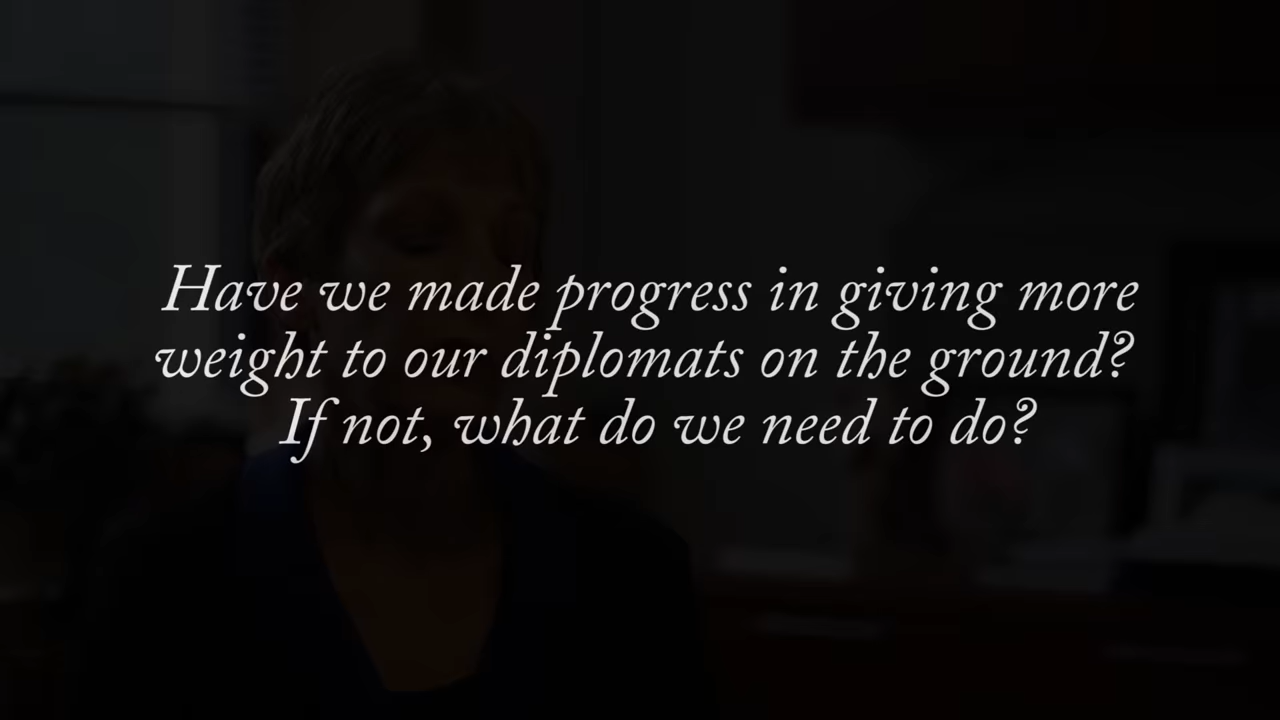 Have we made progress in giving more
weight to our diplomats on the ground?
If not, what do we need to do?